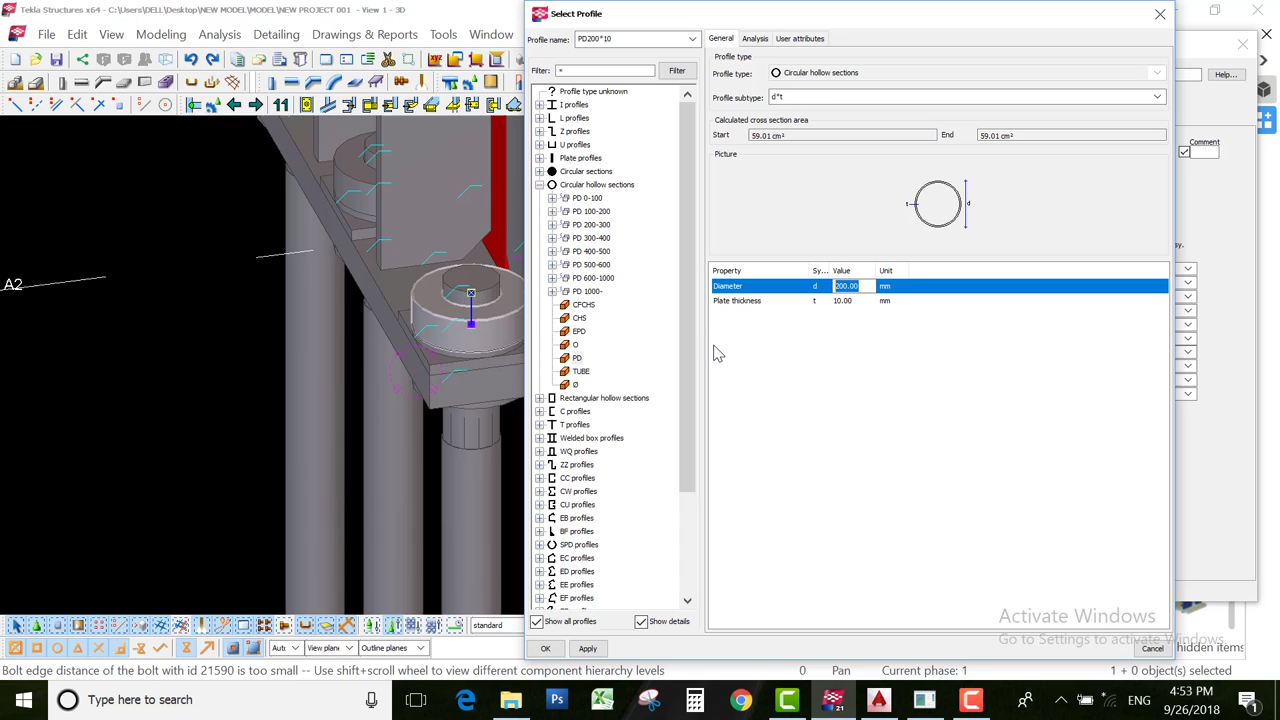 Tekla Structures x64 - C:\Users\DELL\Desktop\NEW MODEL\MODEL\NEW PROJECT 001 - View 1 - 3D
File Edit View Modeling Analysis Detailing Drawings & Reports Tools Window
Select Profile
Profile name: PD200*10
Filter: * Filter
Profile type unknown
I profiles
L profiles
Z profiles
U profiles
Plate profiles
Circular sections
Circular hollow sections
PD 0-100
PD 100-200
PD 200-300
PD 300-400
PD 400-500
PD 500-600
PD 600-1000
PD 1000-
CFCHS
CHS
EPD
O
PD
TUBE
Ø
Rectangular hollow sections
C profiles
T profiles
Welded box profiles
WQ profiles
ZZ profiles
CC profiles
CW profiles
CU profiles
EB profiles
BF profiles
SPD profiles
EC profiles
ED profiles
EE profiles
EF profiles
Show all profiles Show details
OK Apply
General Analysis User attributes
Profile type
Profile type: Circular hollow sections
Profile subtype: d*t
Calculated cross section area
Start 59.01 cm² End 59.01 cm²
Picture
t d
Property Sy... Value Unit
Diameter d 200.00 mm
Plate thickness t 10.00 mm
Cancel
Help...
Comment
sy.
A2
standard
Aut View plane Outline planes
Activate Windows
Go to Settings to activate Windows.
hidden items
Bolt edge distance of the bolt with id 21590 is too small -- Use shift+scroll wheel to view different component hierarchy levels
0 Pan Current phase: 1 1 + 0 object(s) selected
Type here to search
21
4:53 PM
9/26/2018
1